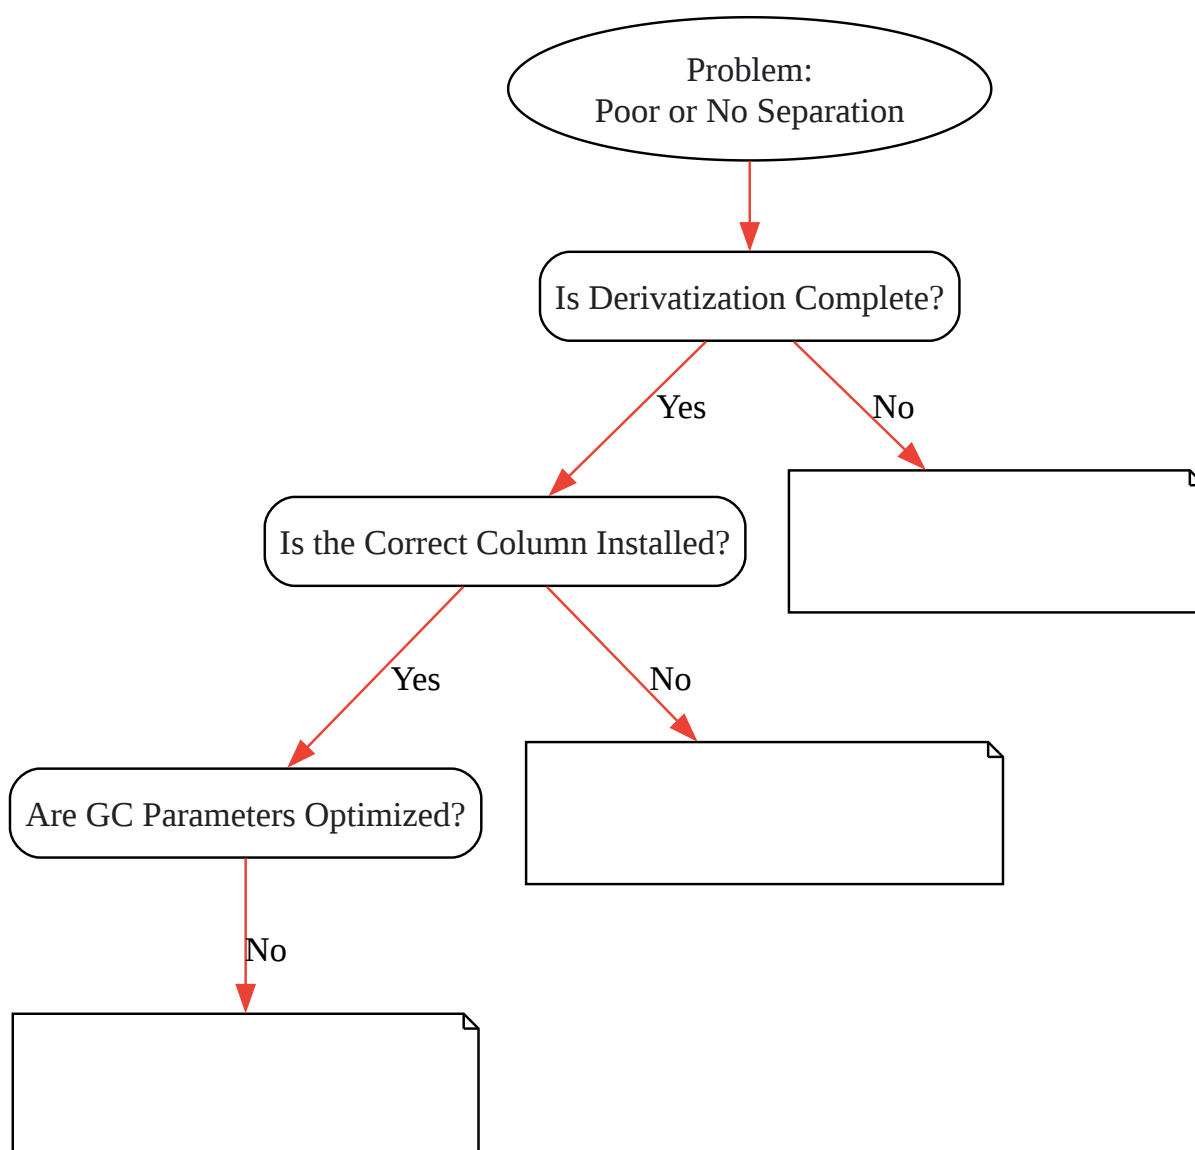 Problem:
Poor or No Separation
Is Derivatization Complete?
Yes
No
Is the Correct Column Installed?
Yes
No
Are GC Parameters Optimized?
No